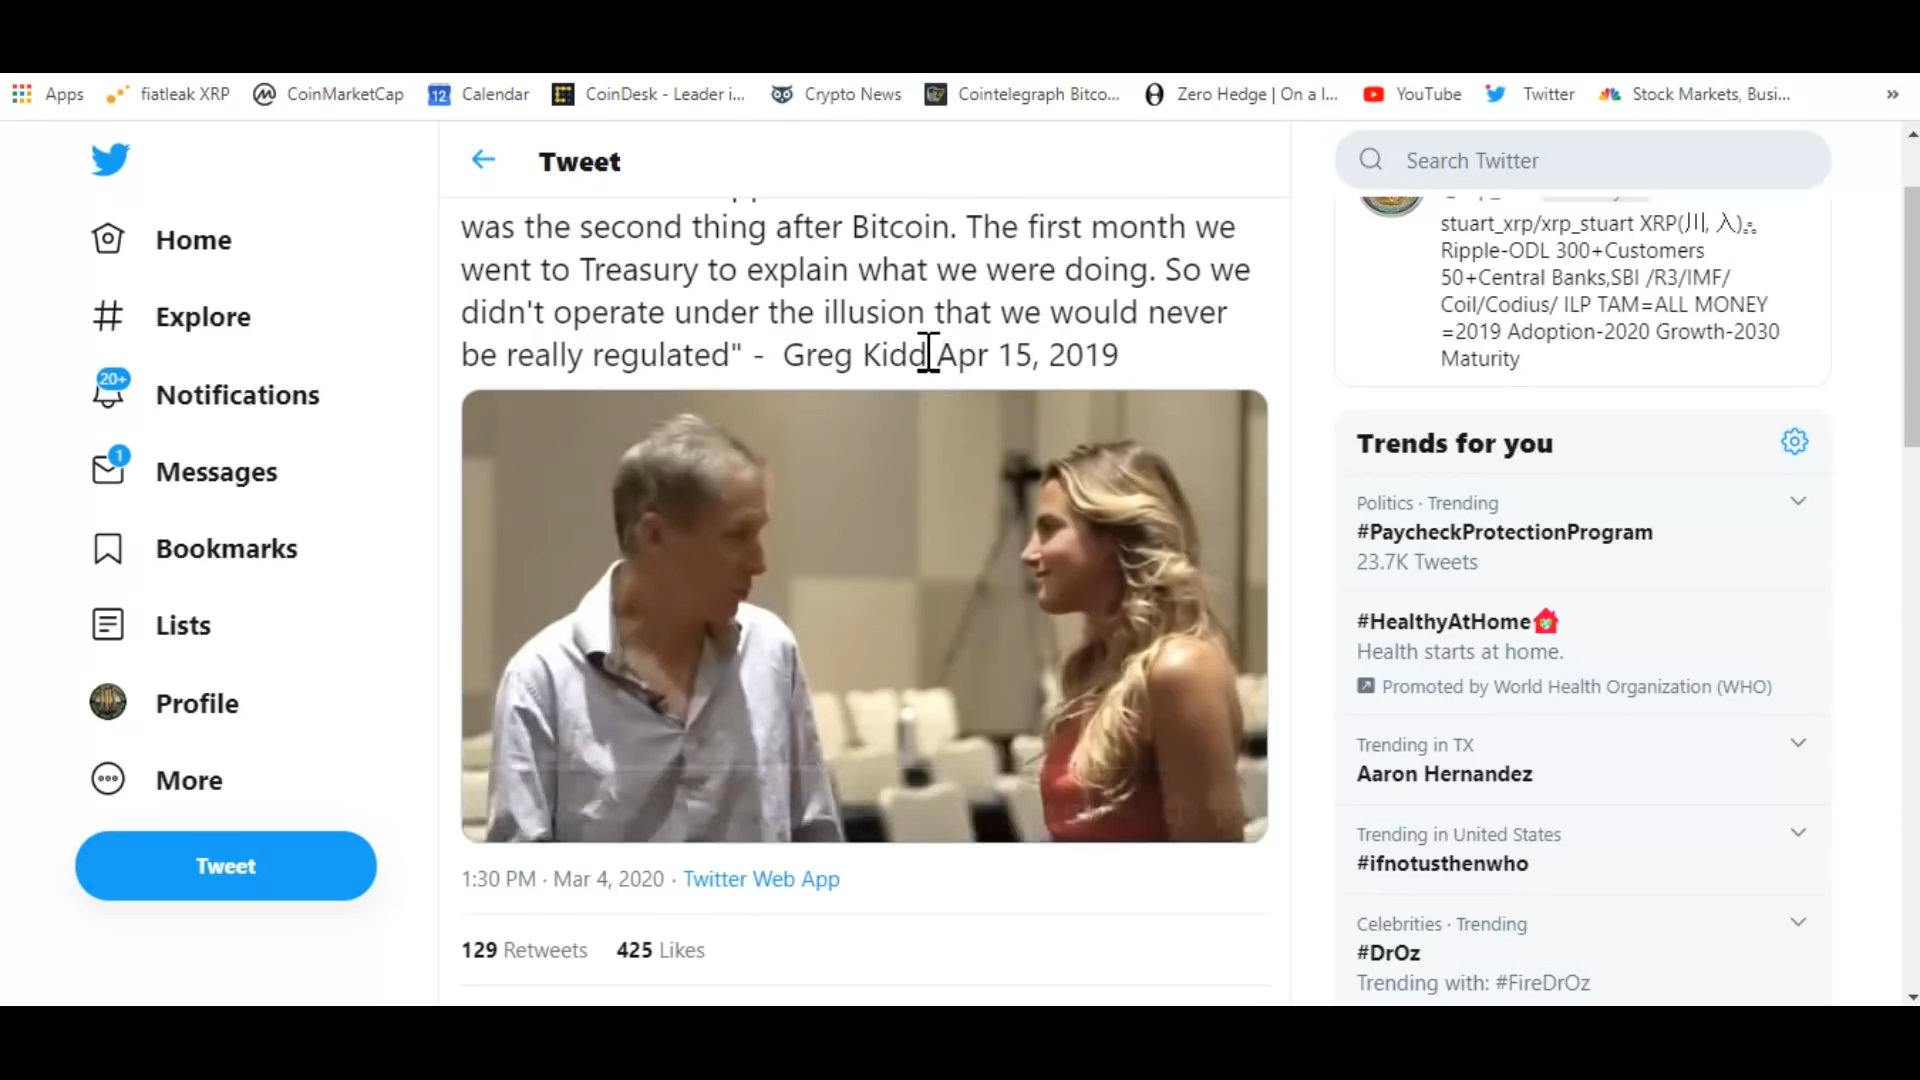 Apps
fiatleak XRP
CoinMarketCap
12
Calendar
CoinDesk - Leader i...
Crypto News
Cointelegraph Bitco...
Zero Hedge | On a l...
YouTube
Twitter
Stock Markets, Busi...
»
Home
Explore
20+
Notifications
1
Messages
Bookmarks
Lists
Profile
More
Tweet
Tweet
was the second thing after Bitcoin. The first month we
went to Treasury to explain what we were doing. So we
didn't operate under the illusion that we would never
be really regulated" - Greg Kidd Apr 15, 2019
1:30 PM · Mar 4, 2020 · Twitter Web App
129 Retweets 425 Likes
Search Twitter
stuart_xrp/xrp_stuart XRP(川, 入)
Ripple-ODL 300+Customers
50+Central Banks,SBI /R3/IMF/
Coil/Codius/ ILP TAM=ALL MONEY
=2019 Adoption-2020 Growth-2030
Maturity
Trends for you
Politics · Trending
#PaycheckProtectionProgram
23.7K Tweets
#HealthyAtHome
Health starts at home.
Promoted by World Health Organization (WHO)
Trending in TX
Aaron Hernandez
Trending in United States
#ifnotusthenwho
Celebrities · Trending
#DrOz
Trending with: #FireDrOz